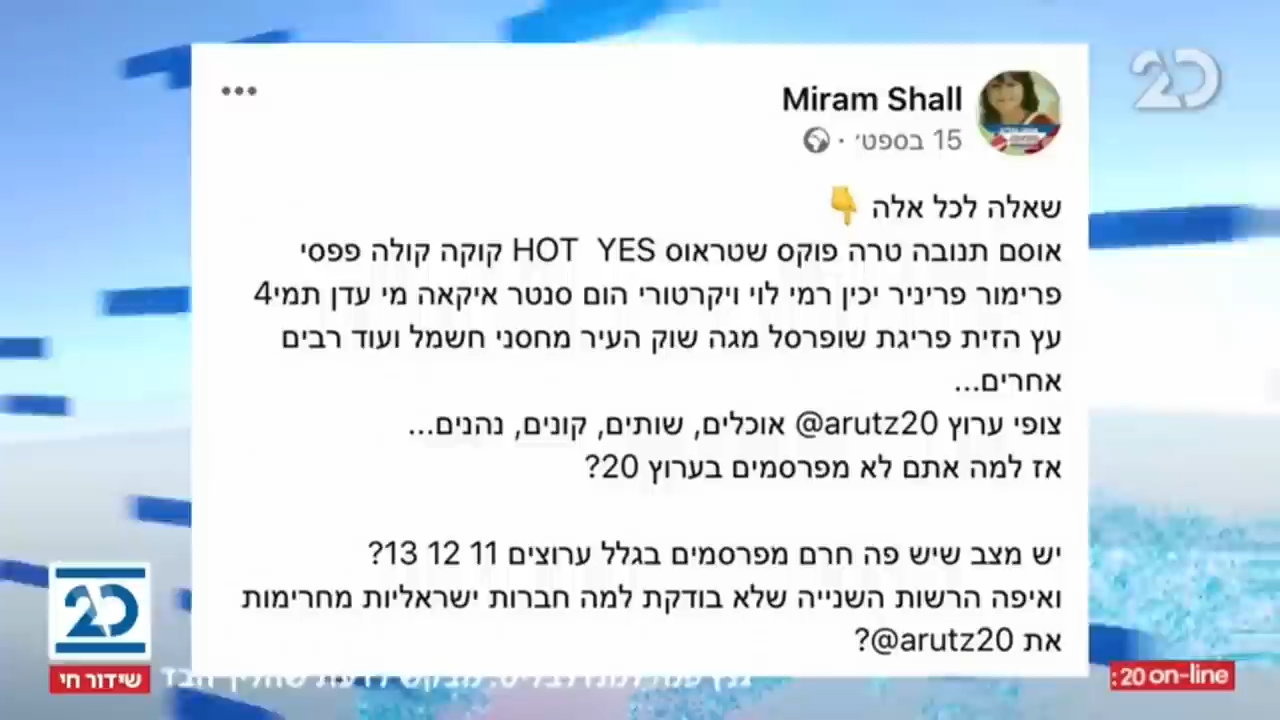 20
Miram Shall
15 בספט׳ ·
שאלה לכל אלה 👇
אוסם תנובה טרה פוקס שטראוס HOT YES קוקה קולה פפסי
פרימור פריניר יכין רמי לוי ויקרטורי הום סנטר איקאה מי עדן תמי4
עץ הזית פריגת שופרסל מגה שוק העיר מחסני חשמל ועוד רבים
אחרים...
צופי ערוץ @arutz20 אוכלים, שותים, קונים, נהנים...
אז למה אתם לא מפרסמים בערוץ 20?
יש מצב שיש פה חרם מפרסמים בגלל ערוצים 11 12 13?
ואיפה הרשות השנייה שלא בודקת למה חברות ישראליות מחרימות
את @arutz20?
20
שידור חי
20 on-line: